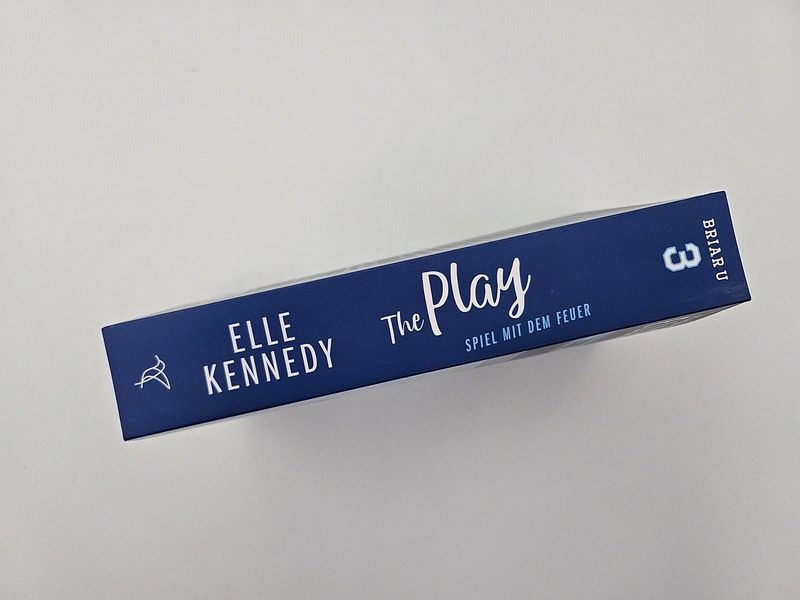 ELLE
KENNEDY
The Play
SPIEL MIT DEM FEUER
3
BRIAR U